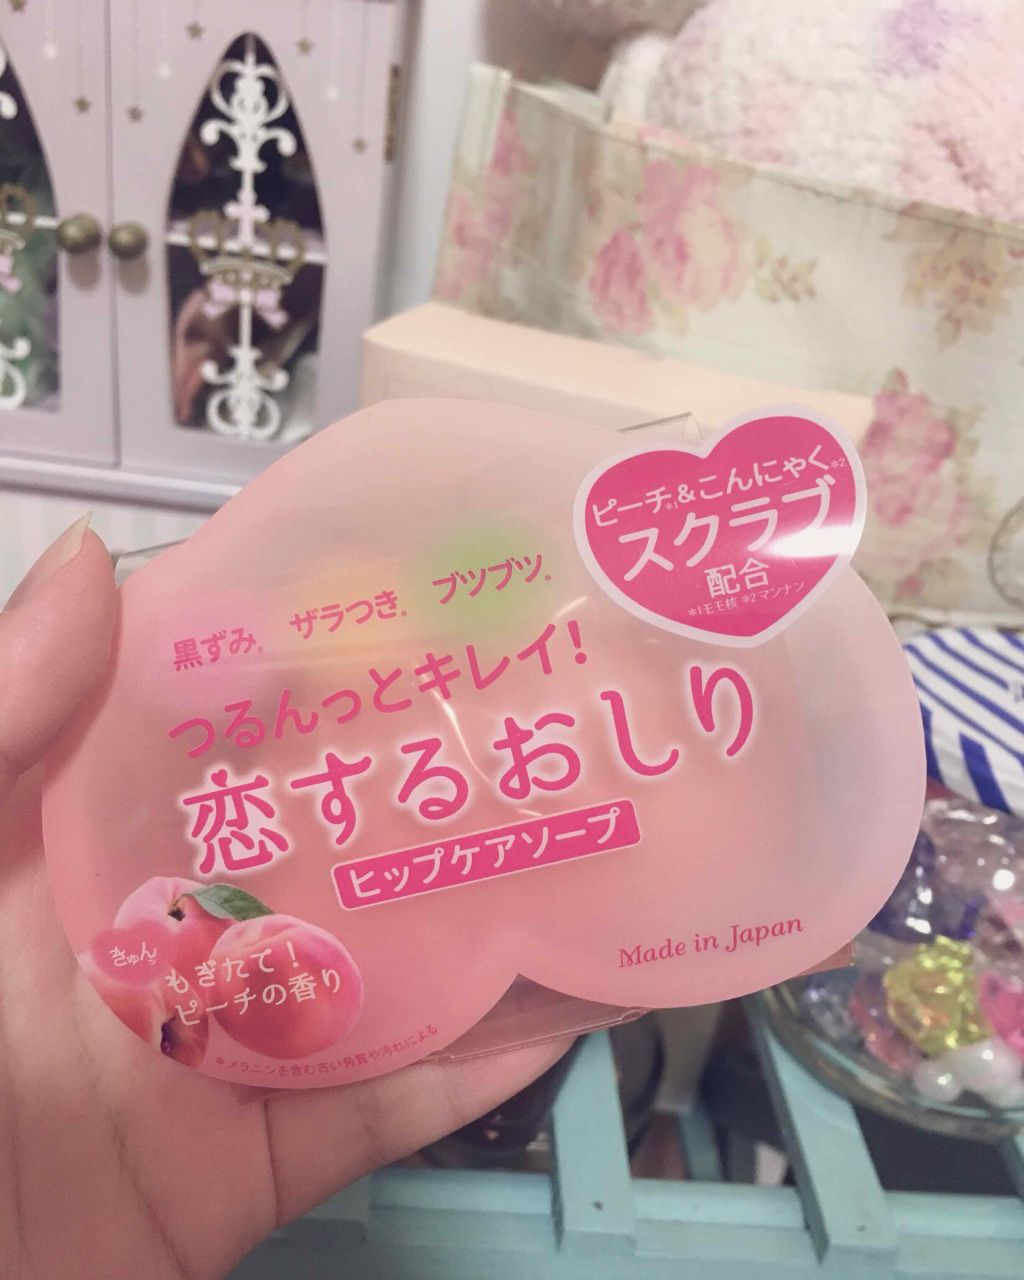 ピーチ*1&こんにゃく*2
スクラブ
配合
*1モモ核 *2マンナン
黒ずみ* ザラつき* ブツブツ*
つるんっとキレイ!
恋するおしり
ヒップケアソープ
きゅんっ
もぎたて!
ピーチの香り
Made in Japan
*メラニンを含む古い角質や汚れによる